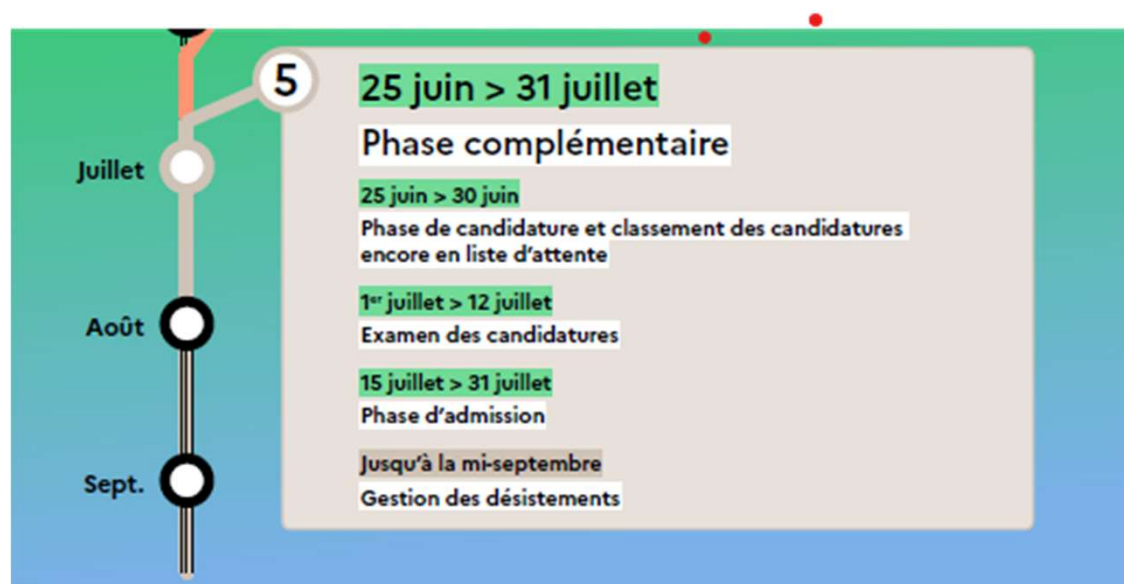 5
25 juin > 31 juillet
Phase complémentaire
Juillet
25 juin > 30 juin
Phase de candidature et classement des candidatures
encore en liste d'attente
1er juillet > 12 juillet
Août
Examen des candidatures
15 juillet > 31 juillet
Phase d'admission
Jusqu'à la mi-septembre
Sept.
Gestion des désistements